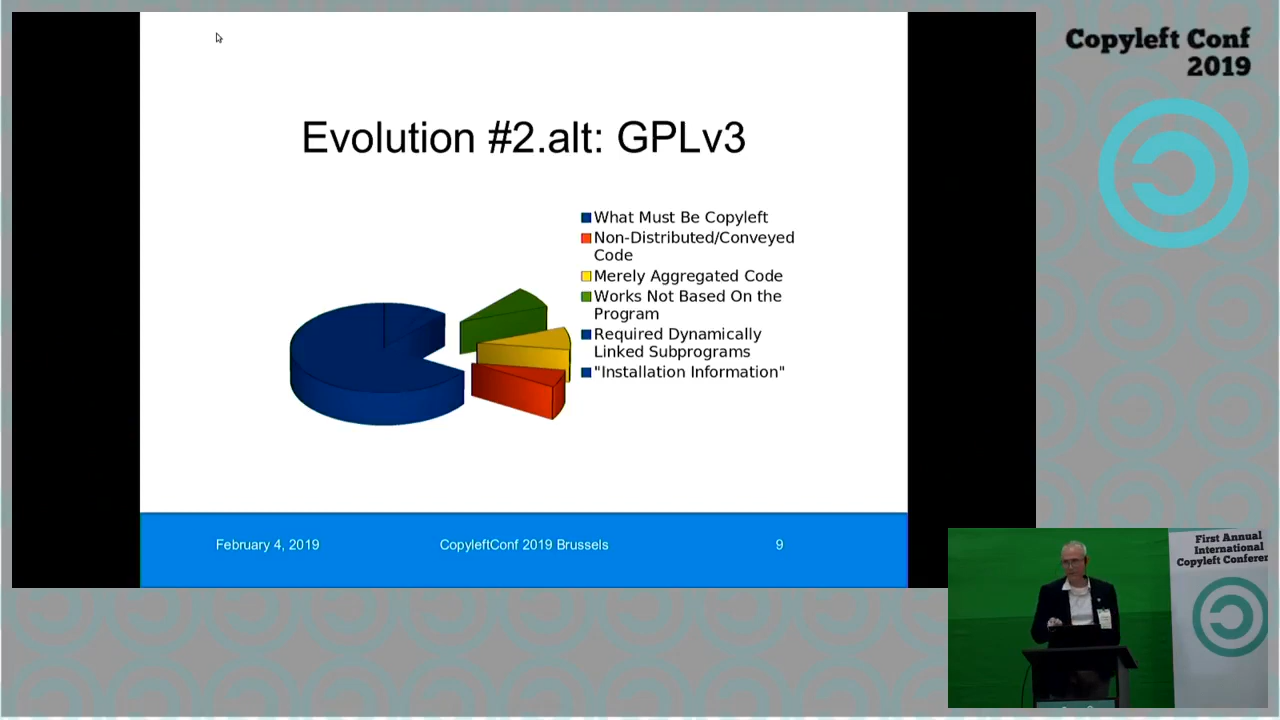 Copyleft Conf
2019
Evolution #2.alt: GPLv3
What Must Be Copyleft
Non-Distributed/Conveyed
Code
Merely Aggregated Code
Works Not Based On the
Program
Required Dynamically
Linked Subprograms
"Installation Information"
February 4, 2019
CopyleftConf 2019 Brussels
9
First Annual
International
Copyleft Conferen